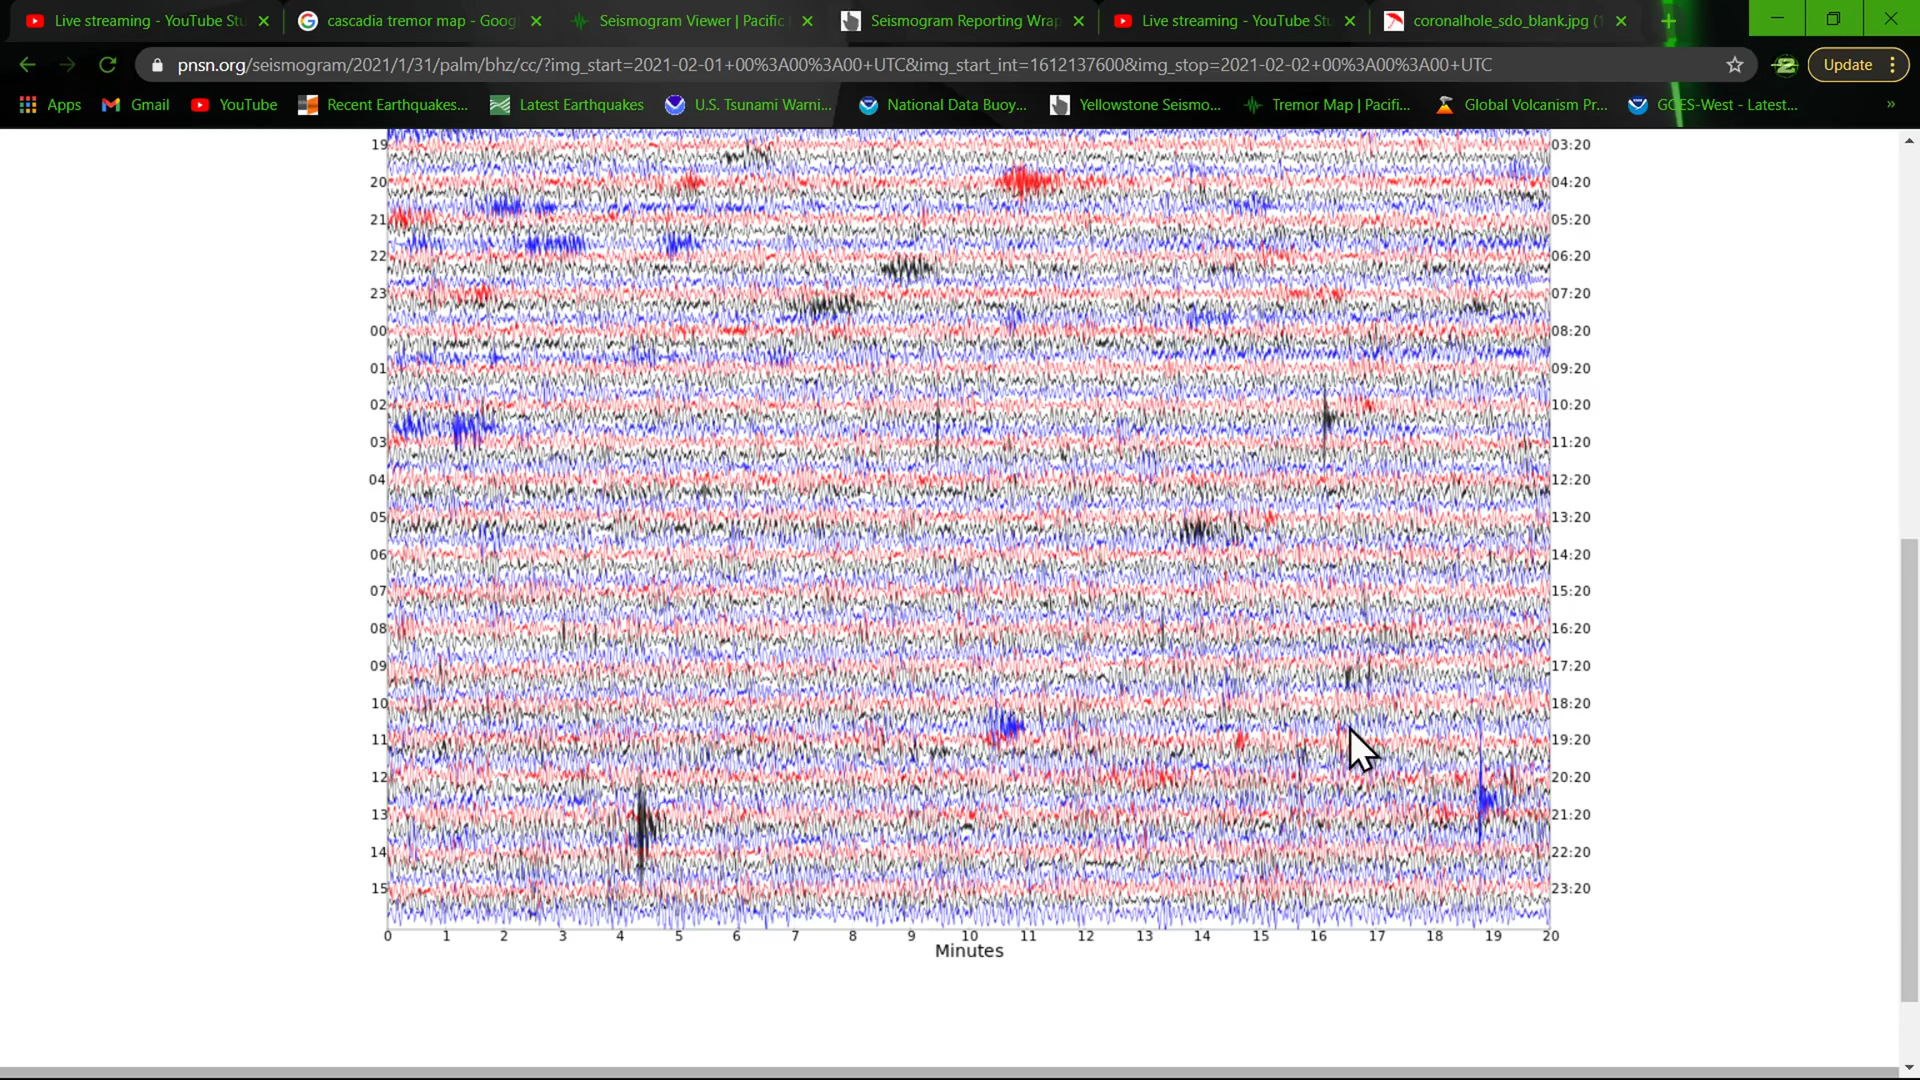 Live streaming - YouTube Stu
cascadia tremor map - Goog
Seismogram Viewer | Pacific
Seismogram Reporting Wrap
Live streaming - YouTube Stu
coronalhole_sdo_blank.jpg (1
pnsn.org/seismogram/2021/1/31/palm/bhz/cc/?img_start=2021-02-01+00%3A00%3A00+UTC&img_start_int=1612137600&img_stop=2021-02-02+00%3A00%3A00+UTC
Update
Apps
Gmail
YouTube
Recent Earthquakes...
Latest Earthquakes
U.S. Tsunami Warni...
National Data Buoy...
Yellowstone Seismo...
Tremor Map | Pacifi...
Global Volcanism Pr...
GOES-West - Latest...
»
19 03:20
20 04:20
21 05:20
22 06:20
23 07:20
00 08:20
01 09:20
02 10:20
03 11:20
04 12:20
05 13:20
06 14:20
07 15:20
08 16:20
09 17:20
10 18:20
11 19:20
12 20:20
13 21:20
14 22:20
15 23:20
0 1 2 3 4 5 6 7 8 9 10 11 12 13 14 15 16 17 18 19 20
Minutes